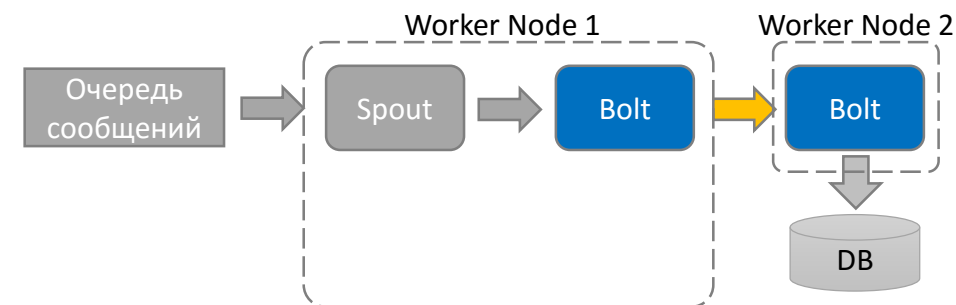 Worker Node 1
Worker Node 2
Очередь
сообщений
Spout
Bolt
Bolt
DB